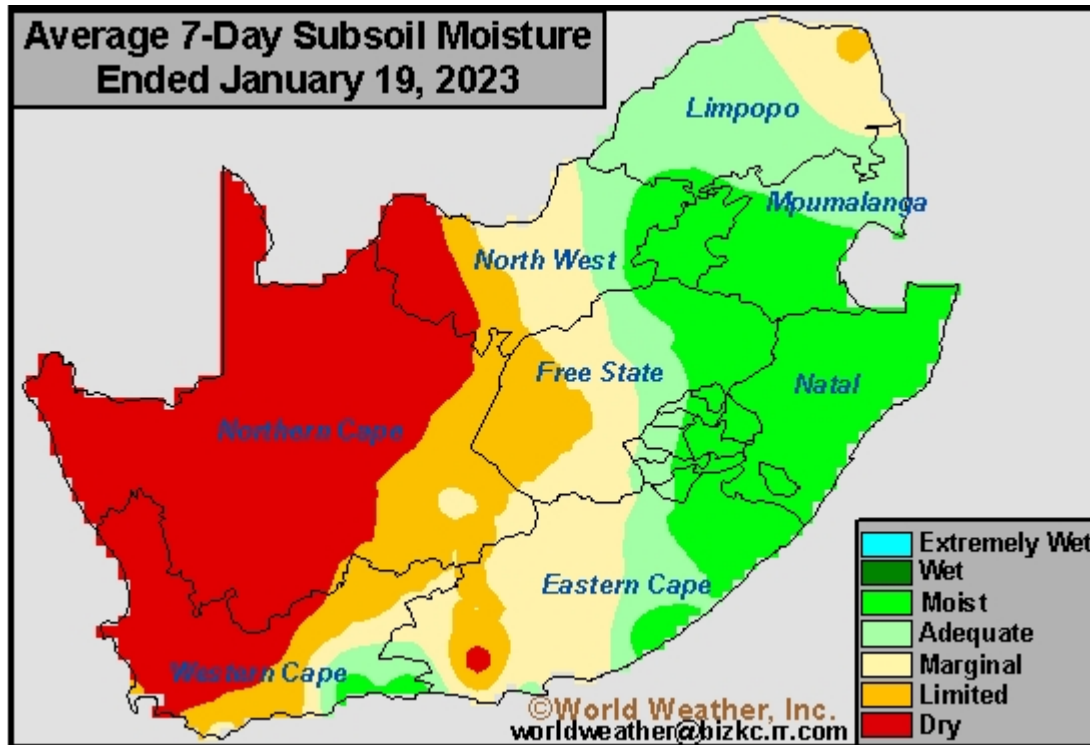 Average 7-Day Subsoil Moisture
Ended January 19, 2023
Limpopo
Mpumalanga
North West
Free State
Natal
Northern Cape
Eastern Cape
Western Cape
Extremely Wet
Wet
Moist
Adequate
Marginal
Limited
Dry
©World Weather, Inc.
worldweather@bizkc.rr.com